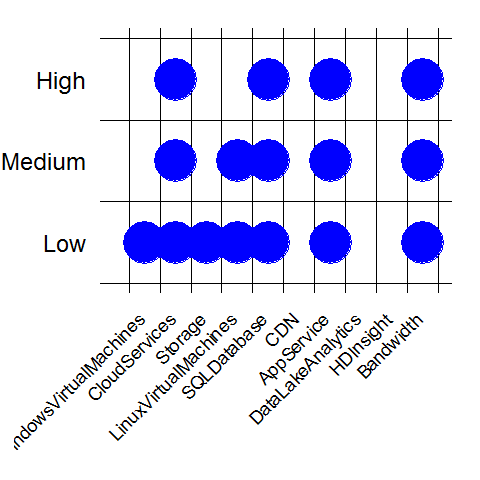 High
Medium
Low
ndowsVirtualMachines
CloudServices
Storage
LinuxVirtualMachines
SQLDatabase
CDN
AppService
DataLakeAnalytics
HDInsight
Bandwidth